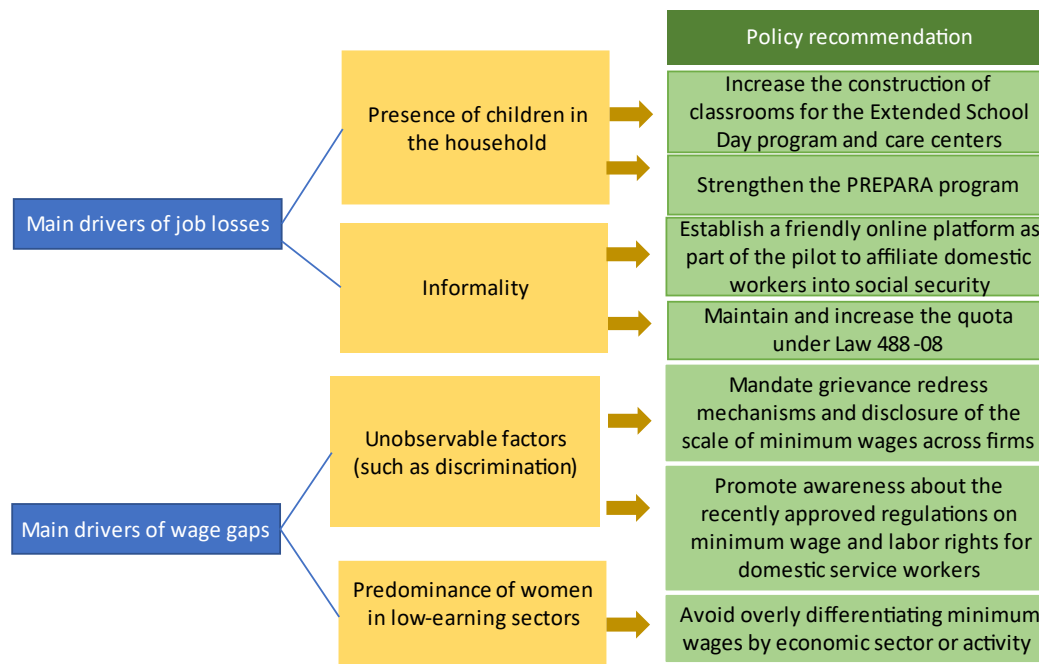 Policy recommendation
Main drivers of job losses
Presence of children in
the household
Increase the construction of
classrooms for the Extended School
Day program and care centers
Strengthen the PREPARA program
Informality
Establish a friendly online platform as
part of the pilot to affiliate domestic
workers into social security
Maintain and increase the quota
under Law 488-08
Main drivers of wage gaps
Unobservable factors
(such as discrimination)
Mandate grievance redress
mechanisms and disclosure of the
scale of minimum wages across firms
Promote awareness about the
recently approved regulations on
minimum wage and labor rights for
domestic service workers
Predominance of women
in low-earning sectors
Avoid overly differentiating minimum
wages by economic sector or activity